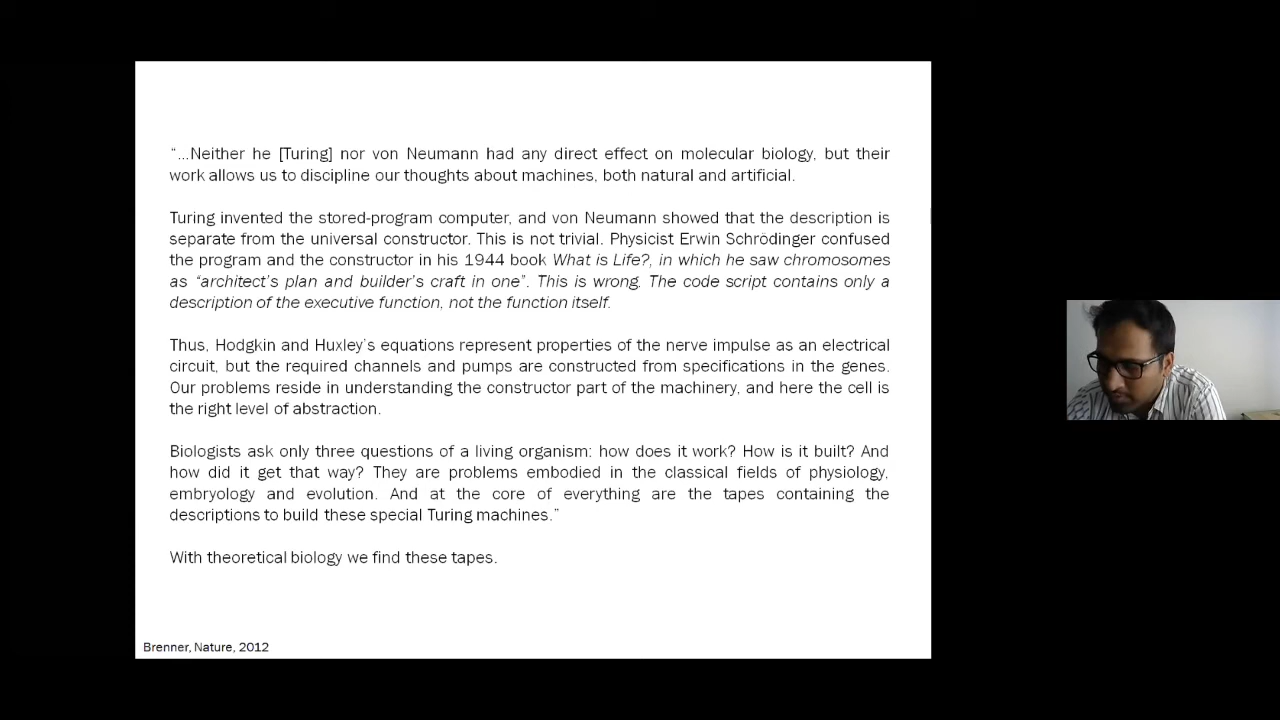 “...Neither he [Turing] nor von Neumann had any direct effect on molecular biology, but their
work allows us to discipline our thoughts about machines, both natural and artificial.
Turing invented the stored-program computer, and von Neumann showed that the description is
separate from the universal constructor. This is not trivial. Physicist Erwin Schrödinger confused
the program and the constructor in his 1944 book What is Life?, in which he saw chromosomes
as “architect’s plan and builder’s craft in one”. This is wrong. The code script contains only a
description of the executive function, not the function itself.
Thus, Hodgkin and Huxley’s equations represent properties of the nerve impulse as an electrical
circuit, but the required channels and pumps are constructed from specifications in the genes.
Our problems reside in understanding the constructor part of the machinery, and here the cell is
the right level of abstraction.
Biologists ask only three questions of a living organism: how does it work? How is it built? And
how did it get that way? They are problems embodied in the classical fields of physiology,
embryology and evolution. And at the core of everything are the tapes containing the
descriptions to build these special Turing machines.”
With theoretical biology we find these tapes.
Brenner, Nature, 2012